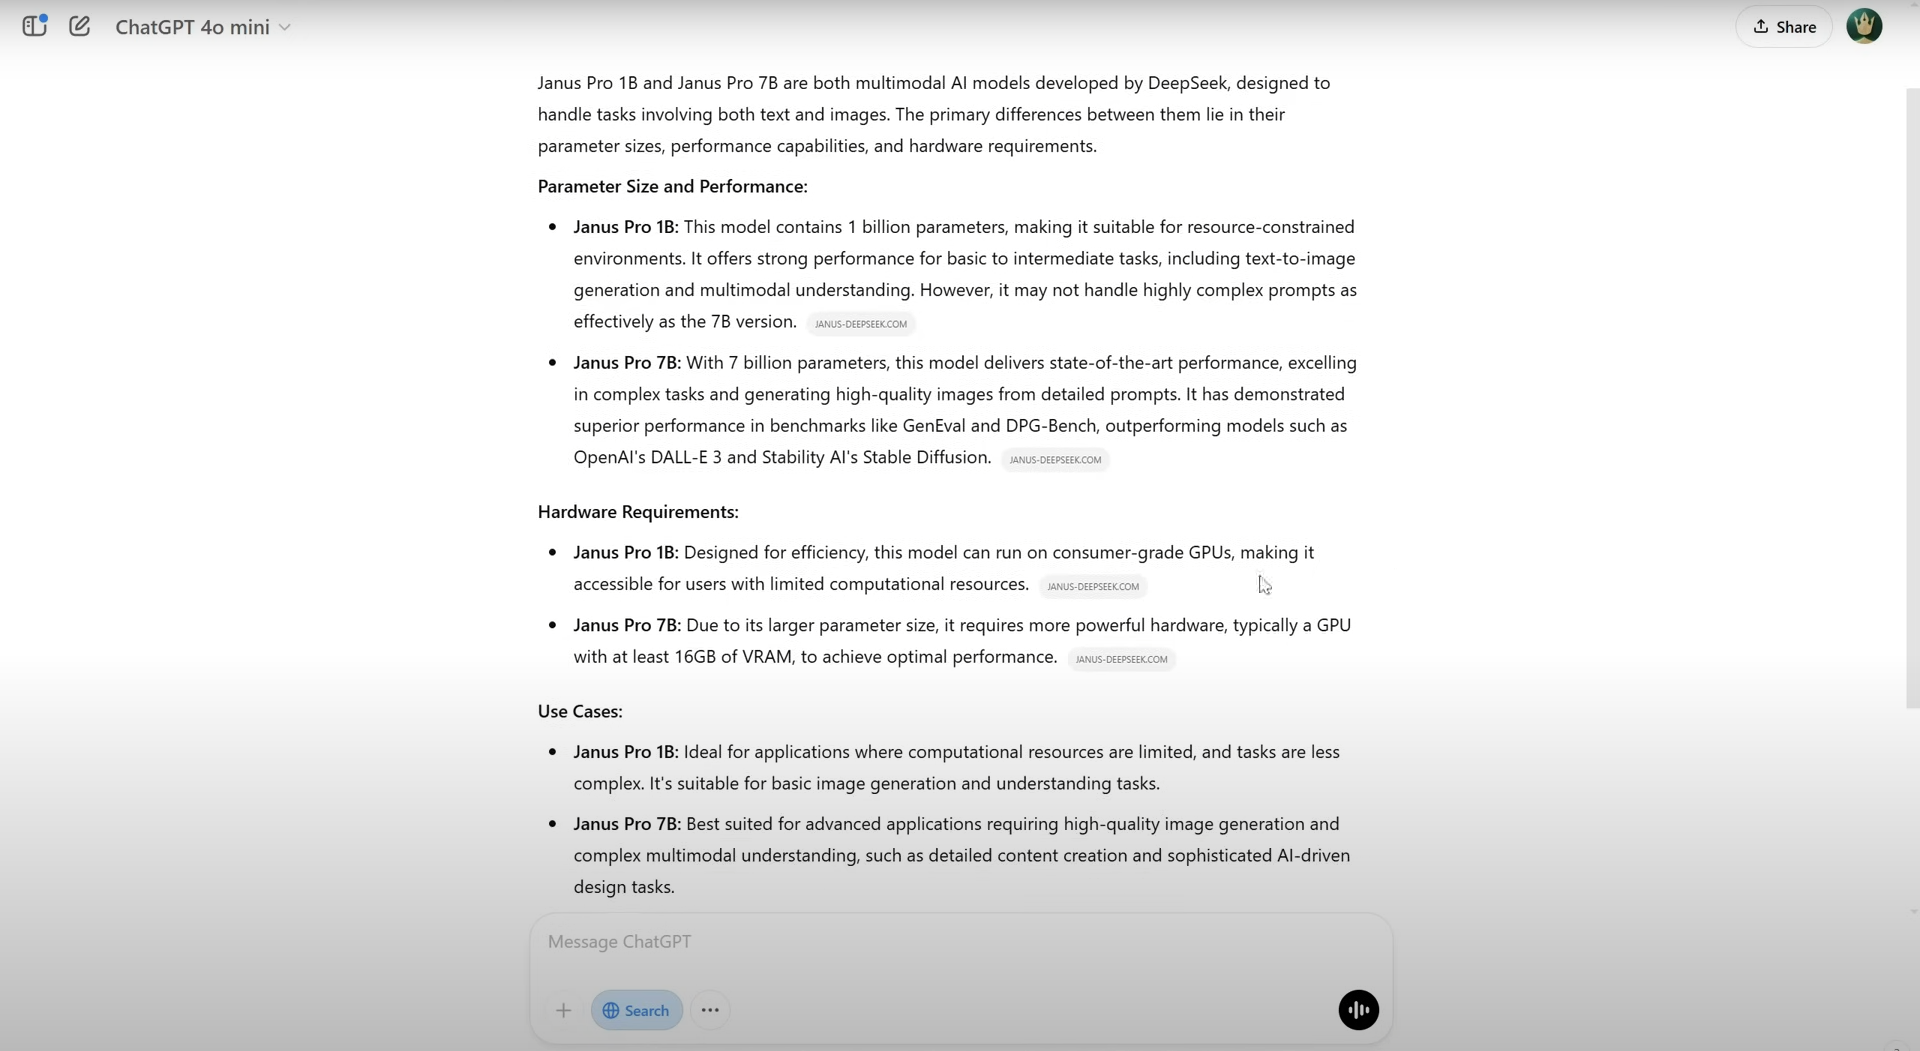 ChatGPT 4o mini
Share
Janus Pro 1B and Janus Pro 7B are both multimodal AI models developed by DeepSeek, designed to
handle tasks involving both text and images. The primary differences between them lie in their
parameter sizes, performance capabilities, and hardware requirements.
Parameter Size and Performance:
• Janus Pro 1B: This model contains 1 billion parameters, making it suitable for resource-constrained
environments. It offers strong performance for basic to intermediate tasks, including text-to-image
generation and multimodal understanding. However, it may not handle highly complex prompts as
effectively as the 7B version. JANUS-DEEPSEEK.COM
• Janus Pro 7B: With 7 billion parameters, this model delivers state-of-the-art performance, excelling
in complex tasks and generating high-quality images from detailed prompts. It has demonstrated
superior performance in benchmarks like GenEval and DPG-Bench, outperforming models such as
OpenAI's DALL-E 3 and Stability AI's Stable Diffusion. JANUS-DEEPSEEK.COM
Hardware Requirements:
• Janus Pro 1B: Designed for efficiency, this model can run on consumer-grade GPUs, making it
accessible for users with limited computational resources. JANUS-DEEPSEEK.COM
• Janus Pro 7B: Due to its larger parameter size, it requires more powerful hardware, typically a GPU
with at least 16GB of VRAM, to achieve optimal performance. JANUS-DEEPSEEK.COM
Use Cases:
• Janus Pro 1B: Ideal for applications where computational resources are limited, and tasks are less
complex. It's suitable for basic image generation and understanding tasks.
• Janus Pro 7B: Best suited for advanced applications requiring high-quality image generation and
complex multimodal understanding, such as detailed content creation and sophisticated AI-driven
design tasks.
Message ChatGPT
Search